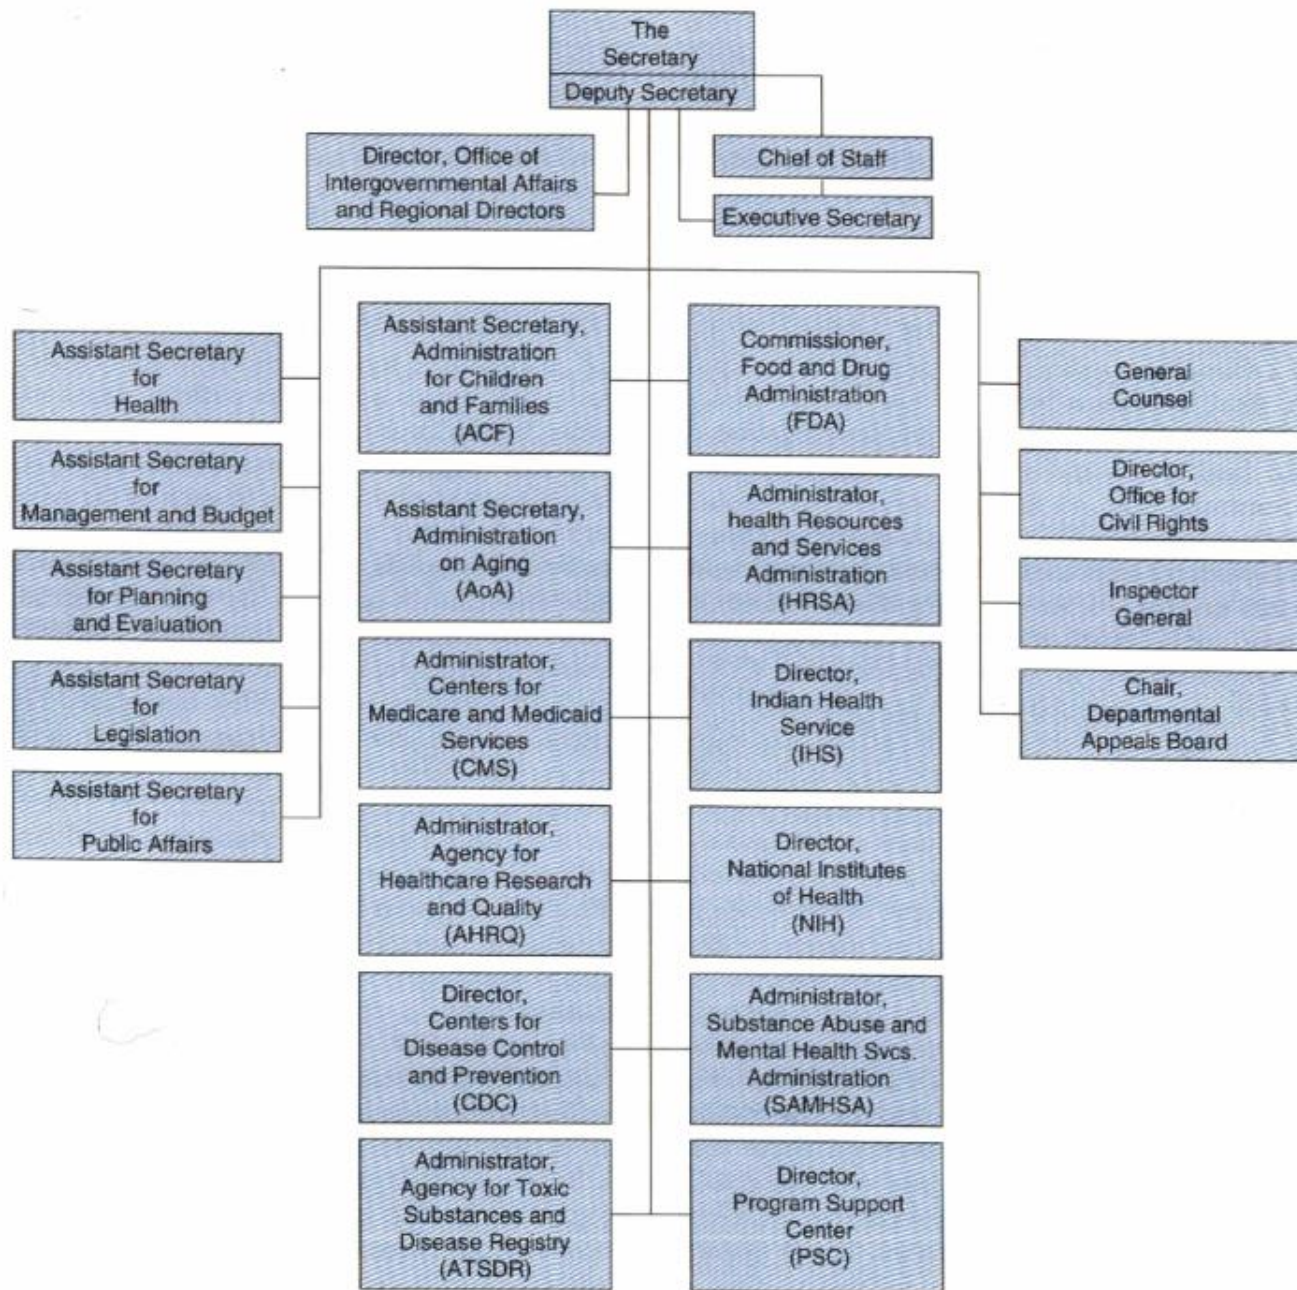 The
Secretary
Deputy Secretary
Director, Office of
Intergovernmental Affairs
and Regional Directors
Chief of Staff
Executive Secretary
Assistant Secretary
for
Health
Assistant Secretary
for
Management and Budget
Assistant Secretary
for Planning
and Evaluation
Assistant Secretary
for
Legislation
Assistant Secretary
for
Public Affairs
Assistant Secretary,
Administration
for Children
and Families
(ACF)
Assistant Secretary,
Administration
on Aging
(AoA)
Administrator,
Centers for
Medicare and Medicaid
Services
(CMS)
Administrator,
Agency for
Healthcare Research
and Quality
(AHRQ)
Director,
Centers for
Disease Control
and Prevention
(CDC)
Administrator,
Agency for Toxic
Substances and
Disease Registry
(ATSDR)
Commissioner,
Food and Drug
Administration
(FDA)
Administrator,
health Resources
and Services
Administration
(HRSA)
Director,
Indian Health
Service
(IHS)
Director,
National Institutes
of Health
(NIH)
Administrator,
Substance Abuse and
Mental Health Svcs.
Administration
(SAMHSA)
Director,
Program Support
Center
(PSC)
General
Counsel
Director,
Office for
Civil Rights
Inspector
General
Chair,
Departmental
Appeals Board